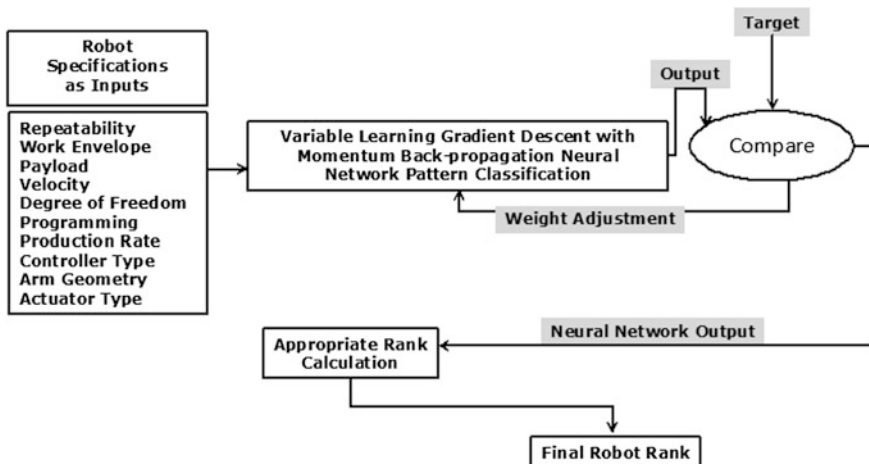 Robot
Specifications
as Inputs
Repeatability
Work Envelope
Payload
Velocity
Degree of Freedom
Programming
Production Rate
Controller Type
Arm Geometry
Actuator Type
Variable Learning Gradient Descent with
Momentum Back-propagation Neural
Network Pattern Classification
Output
Target
Compare
Weight Adjustment
Neural Network Output
Appropriate Rank
Calculation
Final Robot Rank